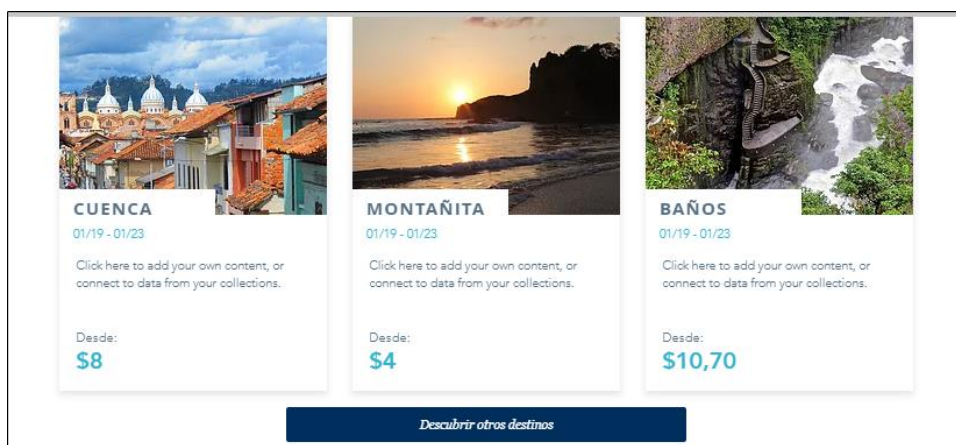 CUENCA
01/19 - 01/23
Click here to add your own content, or
connect to data from your collections.
Desde:
$8
MONTAÑITA
01/19 - 01/23
Click here to add your own content, or
connect to data from your collections.
Desde:
$4
BAÑOS
01/19 - 01/23
Click here to add your own content, or
connect to data from your collections.
Desde:
$10,70
Descubrir otros destinos